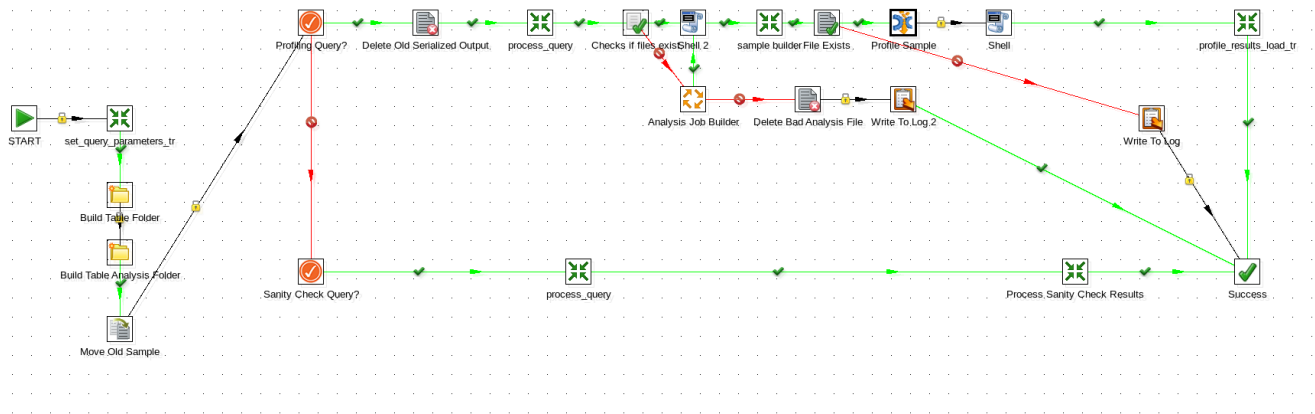 Profiling Query?
Delete Old Serialized Output
process_query
Checks if files exist
Shell 2
sample builder
File Exists
Profile Sample
Shell
profile_results_load_tr
START
set_query_parameters_tr
Analysis Job Builder
Delete Bad Analysis File
Write To Log 2
Write To Log
Build Table Folder
Build Table Analysis Folder
Sanity Check Query?
process_query
Process Sanity Check Results
Success
Move Old Sample